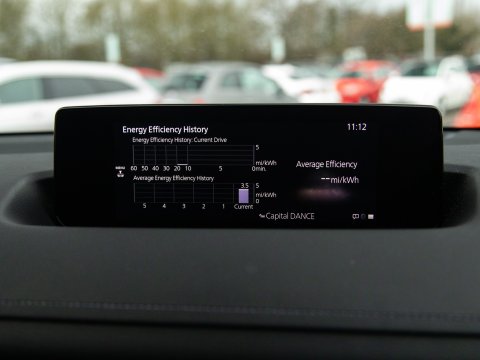 Energy Efficiency History
11:12
Energy Efficiency History: Current Drive
5
mi/kWh
MENU
60 50 40 30 20 10 5 0min.
Average Efficiency
--mi/kWh
Average Energy Efficiency History
3.5
5
mi/kWh
0
5 4 3 2 1 Current
Capital DANCE